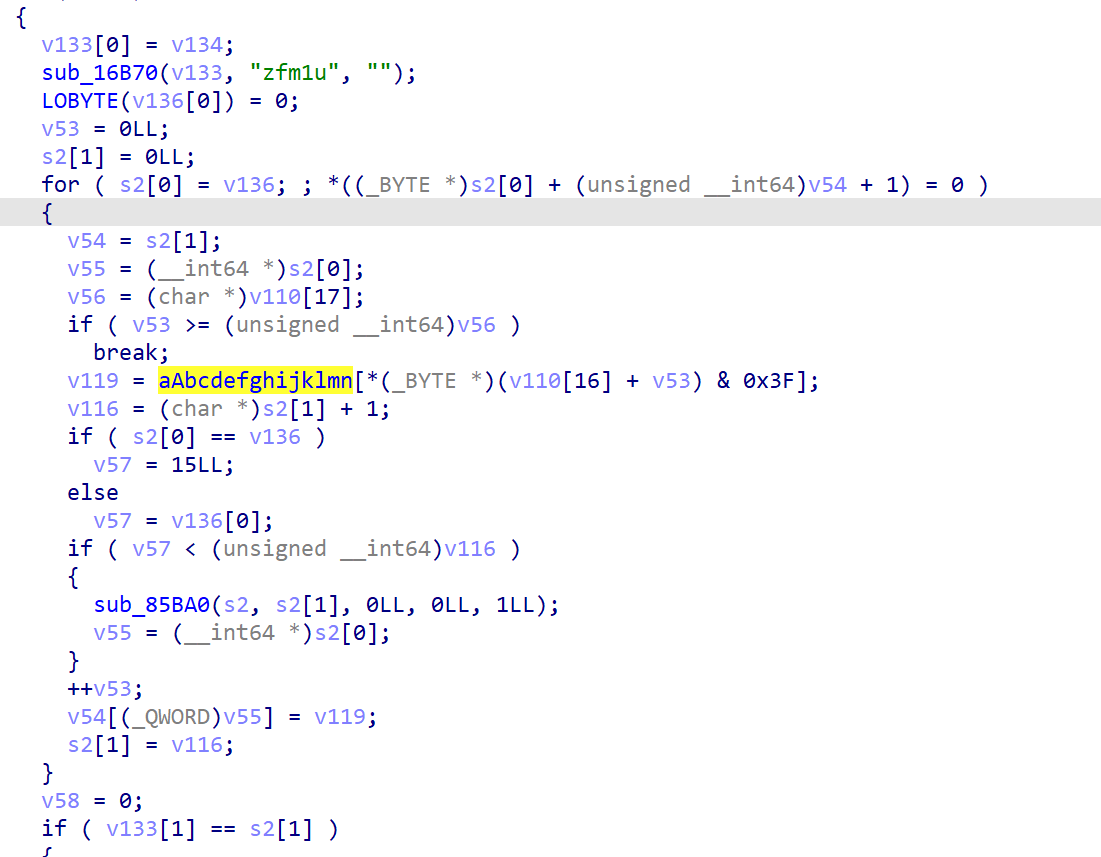 {
v133[0] = v134;
sub_16B70(v133, "zfm1u", "");
LOBYTE(v136[0]) = 0;
v53 = 0LL;
s2[1] = 0LL;
for ( s2[0] = v136; ; *((_BYTE *)s2[0] + (unsigned __int64)v54 + 1) = 0 )
{
v54 = s2[1];
v55 = (__int64 *)s2[0];
v56 = (char *)v110[17];
if ( v53 >= (unsigned __int64)v56 )
break;
v119 = aAbcdefghijklmn[*(_BYTE *)(v110[16] + v53) & 0x3F];
v116 = (char *)s2[1] + 1;
if ( s2[0] == v136 )
v57 = 15LL;
else
v57 = v136[0];
if ( v57 < (unsigned __int64)v116 )
{
sub_85BA0(s2, s2[1], 0LL, 0LL, 1LL);
v55 = (__int64 *)s2[0];
}
++v53;
v54[(_QWORD)v55] = v119;
s2[1] = v116;
}
v58 = 0;
if ( v133[1] == s2[1] )
{